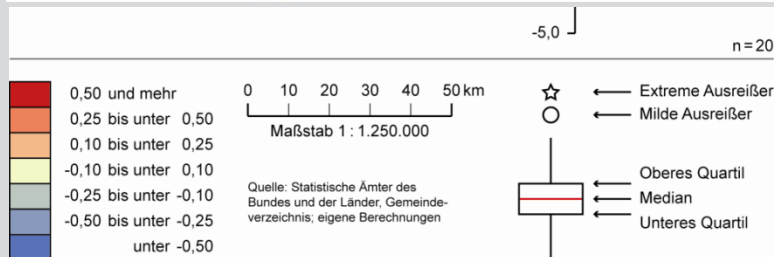 -5,0
n=20
0,50 und mehr
0,25 bis unter 0,50
0,10 bis unter 0,25
-0,10 bis unter 0,10
-0,25 bis unter -0,10
-0,50 bis unter -0,25
unter -0,50
0 10 20 30 40 50 km
Maßstab 1 : 1.250.000
Quelle: Statistische Ämter des
Bundes und der Länder, Gemeinde-
verzeichnis; eigene Berechnungen
Extreme Ausreißer
Milde Ausreißer
Oberes Quartil
Median
Unteres Quartil